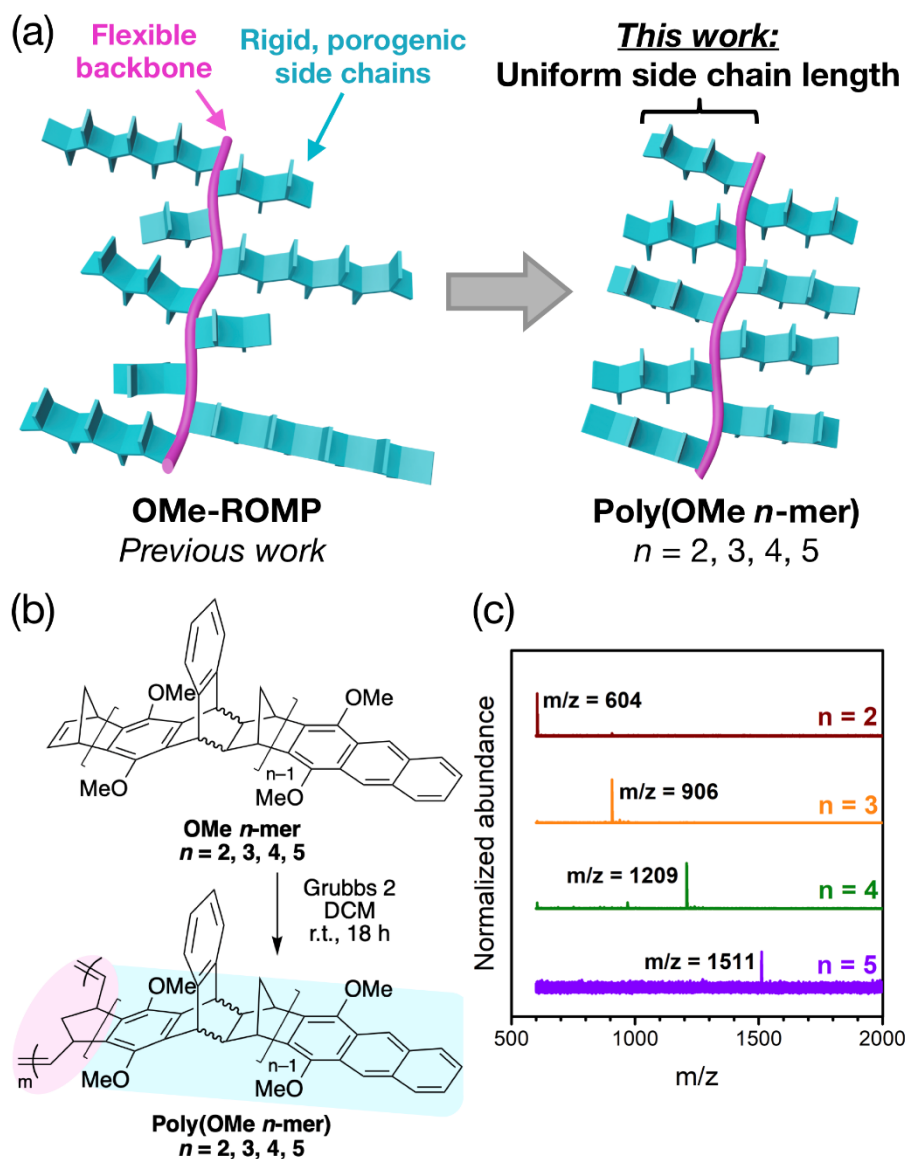 (a)
Flexible
backbone
Rigid, porogenic
side chains
This work:
Uniform side chain length
OMe-ROMP
Previous work
Poly(OMe n-mer)
n = 2, 3, 4, 5
(b)
OMe
OMe
MeO
n–1
MeO
OMe n-mer
n = 2, 3, 4, 5
Grubbs 2
DCM
r.t., 18 h
OMe
OMe
m
MeO
n–1
MeO
Poly(OMe n-mer)
n = 2, 3, 4, 5
(c)
Normalized abundance
m/z = 604
n = 2
m/z = 906
n = 3
m/z = 1209
n = 4
m/z = 1511
n = 5
500 1000 1500 2000
m/z